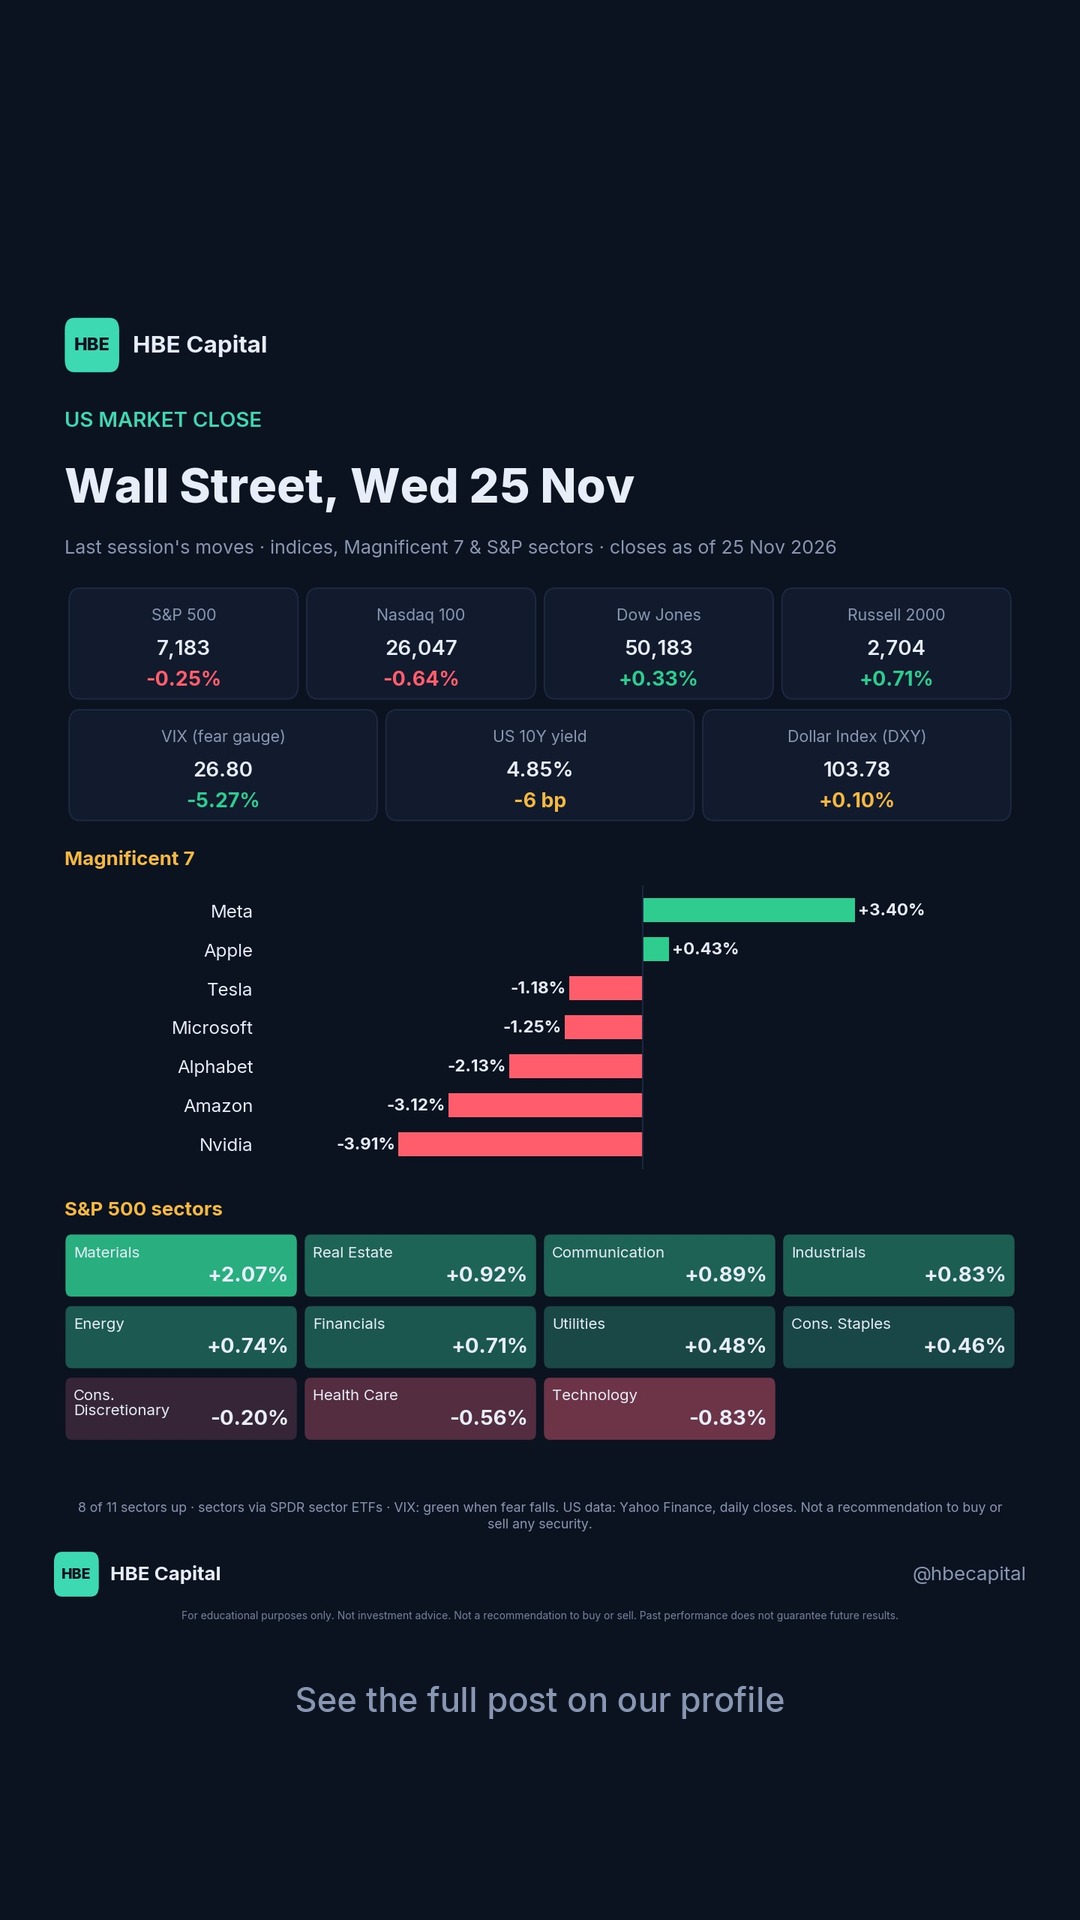 HBE HBE Capital
US MARKET CLOSE
Wall Street, Wed 25 Nov
Last session's moves · indices, Magnificent 7 & S&P sectors · closes as of 25 Nov 2026
S&P 500
7,183
-0.25%
Nasdaq 100
26,047
-0.64%
Dow Jones
50,183
+0.33%
Russell 2000
2,704
+0.71%
VIX (fear gauge)
26.80
-5.27%
US 10Y yield
4.85%
-6 bp
Dollar Index (DXY)
103.78
+0.10%
Magnificent 7
Meta +3.40%
Apple +0.43%
Tesla -1.18%
Microsoft -1.25%
Alphabet -2.13%
Amazon -3.12%
Nvidia -3.91%
S&P 500 sectors
Materials
+2.07%
Real Estate
+0.92%
Communication
+0.89%
Industrials
+0.83%
Energy
+0.74%
Financials
+0.71%
Utilities
+0.48%
Cons. Staples
+0.46%
Cons.
Discretionary
-0.20%
Health Care
-0.56%
Technology
-0.83%
8 of 11 sectors up · sectors via SPDR sector ETFs · VIX: green when fear falls. US data: Yahoo Finance, daily closes. Not a recommendation to buy or
sell any security.
HBE HBE Capital
@hbecapital
For educational purposes only. Not investment advice. Not a recommendation to buy or sell. Past performance does not guarantee future results.
See the full post on our profile